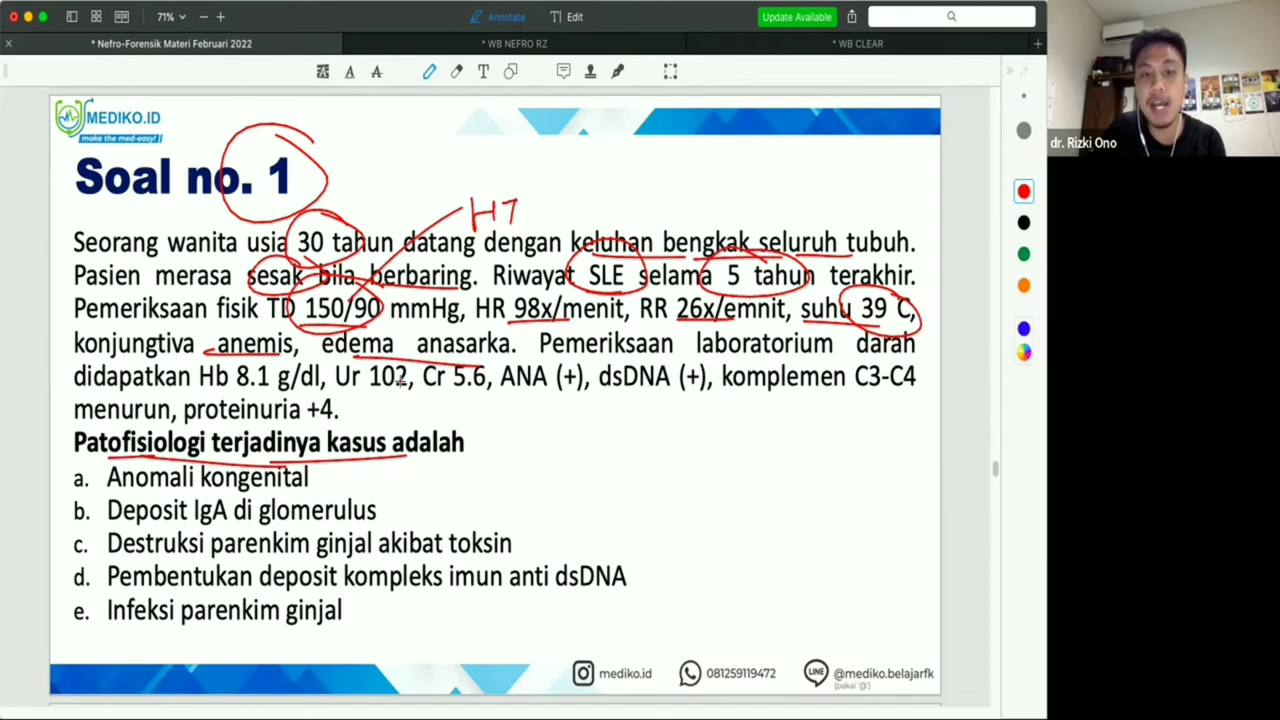 71%
Annotate
Edit
Update Available
* Nefro-Forensik Materi Februari 2022
* WB NEFRO RZ
* WB CLEAR
MEDIKO.ID
make the med-easy!
dr. Rizki Ono
Soal no. 1
HT
Seorang wanita usia 30 tahun datang dengan keluhan bengkak seluruh tubuh.
Pasien merasa sesak bila berbaring. Riwayat SLE selama 5 tahun terakhir.
Pemeriksaan fisik TD 150/90 mmHg, HR 98x/menit, RR 26x/emnit, suhu 39 C,
konjungtiva anemis, edema anasarka. Pemeriksaan laboratorium darah
didapatkan Hb 8.1 g/dl, Ur 102, Cr 5.6, ANA (+), dsDNA (+), komplemen C3-C4
menurun, proteinuria +4.
Patofisiologi terjadinya kasus adalah
a. Anomali kongenital
b. Deposit IgA di glomerulus
c. Destruksi parenkim ginjal akibat toksin
d. Pembentukan deposit kompleks imun anti dsDNA
e. Infeksi parenkim ginjal
mediko.id
081259119472
LINE
@mediko.belajarfk
(pakai '@')